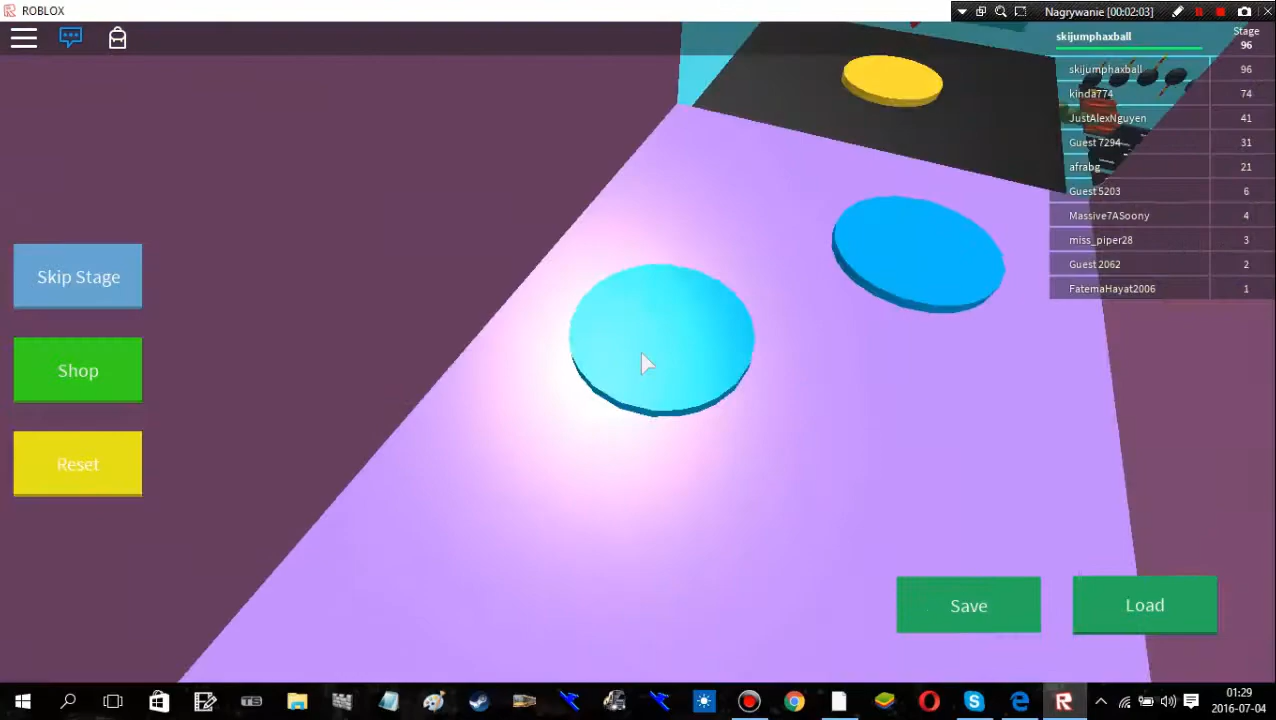 ROBLOX
Nagrywanie [00:02:03]
skijumphaxball
Stage
96
skijumphaxball 96
kinda774 74
JustAlexNguyen 41
Guest 7294 31
afrabg 21
Guest 5203 6
Massive7ASoony 4
miss_piper28 3
Guest 2062 2
FatemaHayat2006 1
Skip Stage
Shop
Reset
Save
Load
01:29
2016-07-04